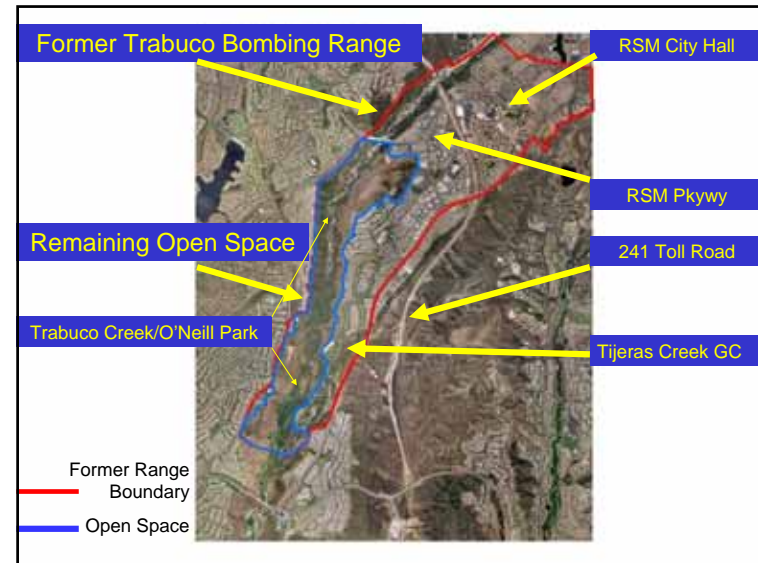 Former Trabuco Bombing Range
RSM City Hall
RSM Pkywy
Remaining Open Space
241 Toll Road
Trabuco Creek/O'Neill Park
Tijeras Creek GC
Former Range
Boundary
Open Space